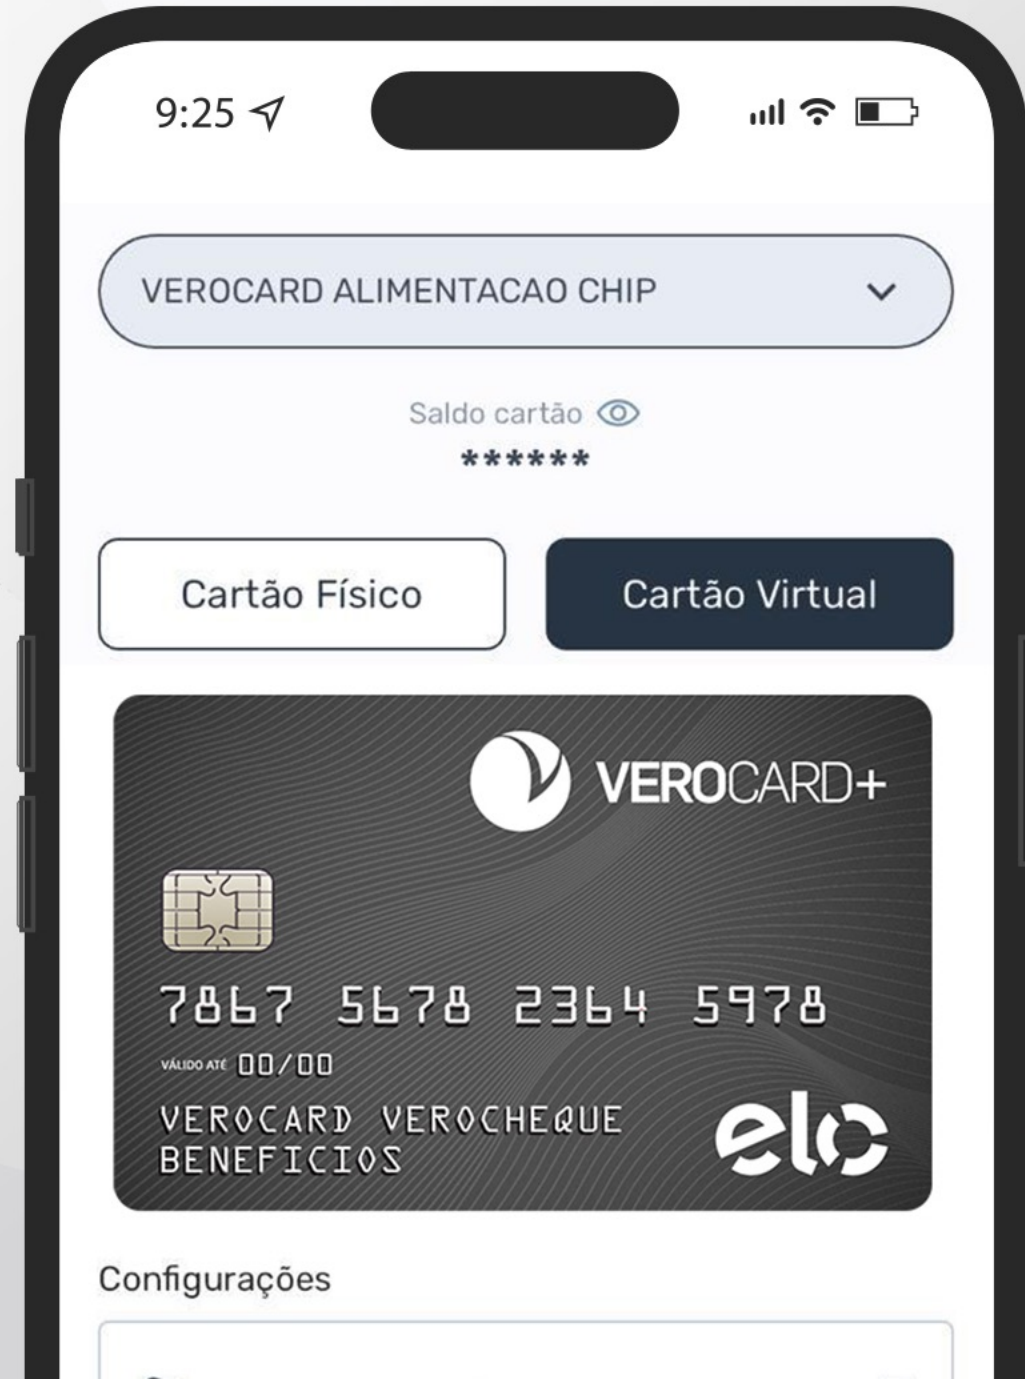 9:25
VEROCARD ALIMENTACAO CHIP
Saldo cartão
******
Cartão Físico
Cartão Virtual
VEROCARD+
7867 5678 2364 5978
VÁLIDO ATÉ 00/00
VEROCARD VEROCHEQUE
BENEFICIOS
elo
Configurações